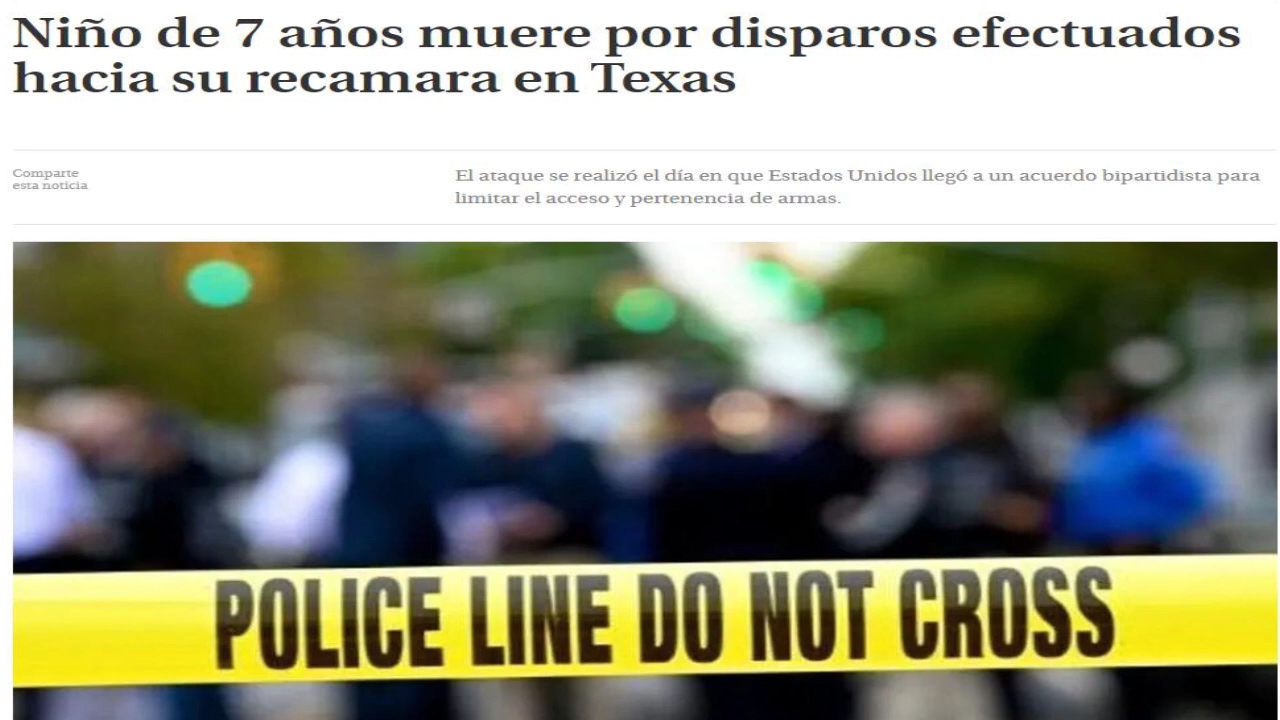 Niño de 7 años muere por disparos efectuados
hacia su recamara en Texas
Comparte
esta noticia
El ataque se realizó el día en que Estados Unidos llegó a un acuerdo bipartidista para
limitar el acceso y pertenencia de armas.
POLICE LINE DO NOT CROSS